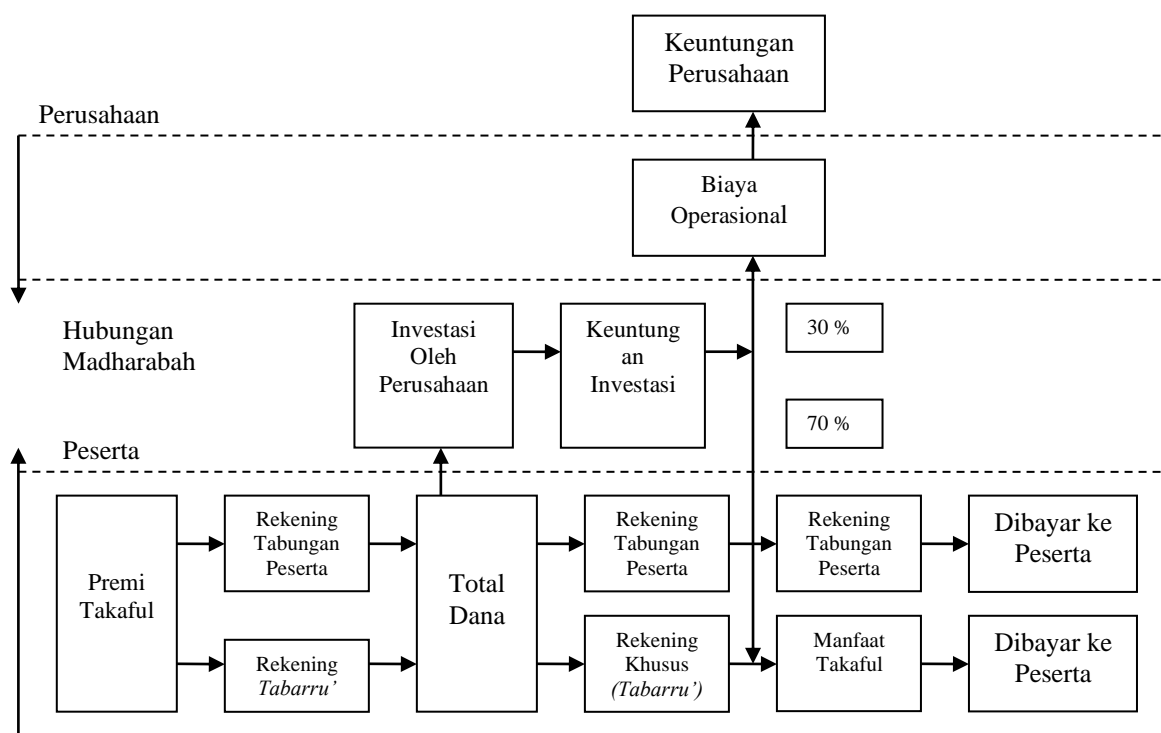 Keuntungan
Perusahaan
Perusahaan
Biaya
Operasional
Hubungan
Madharabah
Investasi
Oleh
Perusahaan
Keuntung
an
Investasi
30 %
70 %
Peserta
Premi
Takaful
Rekening
Tabungan
Peserta
Rekening
Tabarru’
Total
Dana
Rekening
Tabungan
Peserta
Rekening
Khusus
(Tabarru’)
Rekening
Tabungan
Peserta
Manfaat
Takaful
Dibayar ke
Peserta
Dibayar ke
Peserta